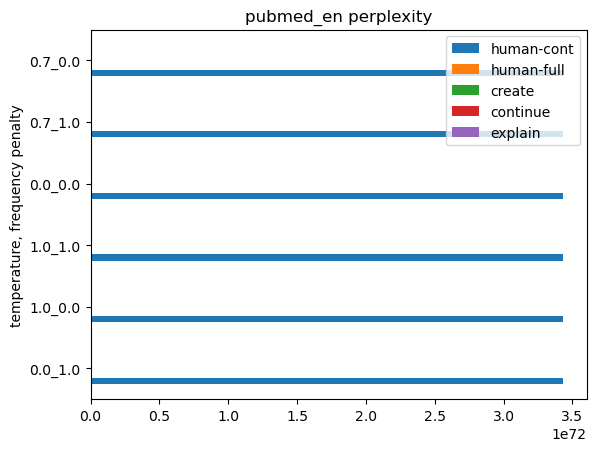 pubmed_en perplexity
human-cont
human-full
create
continue
explain
temperature, frequency penalty
0.7_0.0
0.7_1.0
0.0_0.0
1.0_1.0
1.0_0.0
0.0_1.0
0.0 0.5 1.0 1.5 2.0 2.5 3.0 3.5
1e72